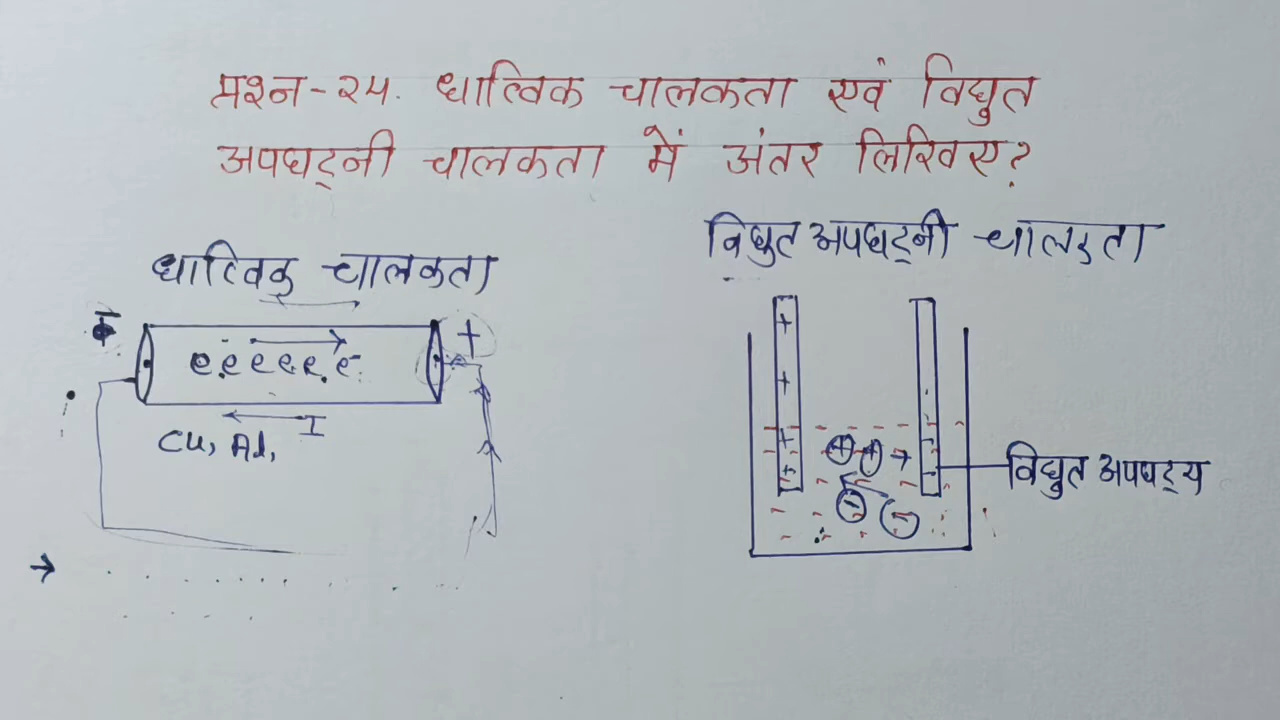 प्रश्न-२५. धात्विक चालकता एवं विद्युत
अपघट्नी चालकता में अंतर लिखिए?
विद्युत अपघट्नी चालकता
धात्विक चालकता
- +
e e e e e e-
I
Cu, Al,
+
+
+
+
+ + →
- -
विद्युत अपघट्य
→